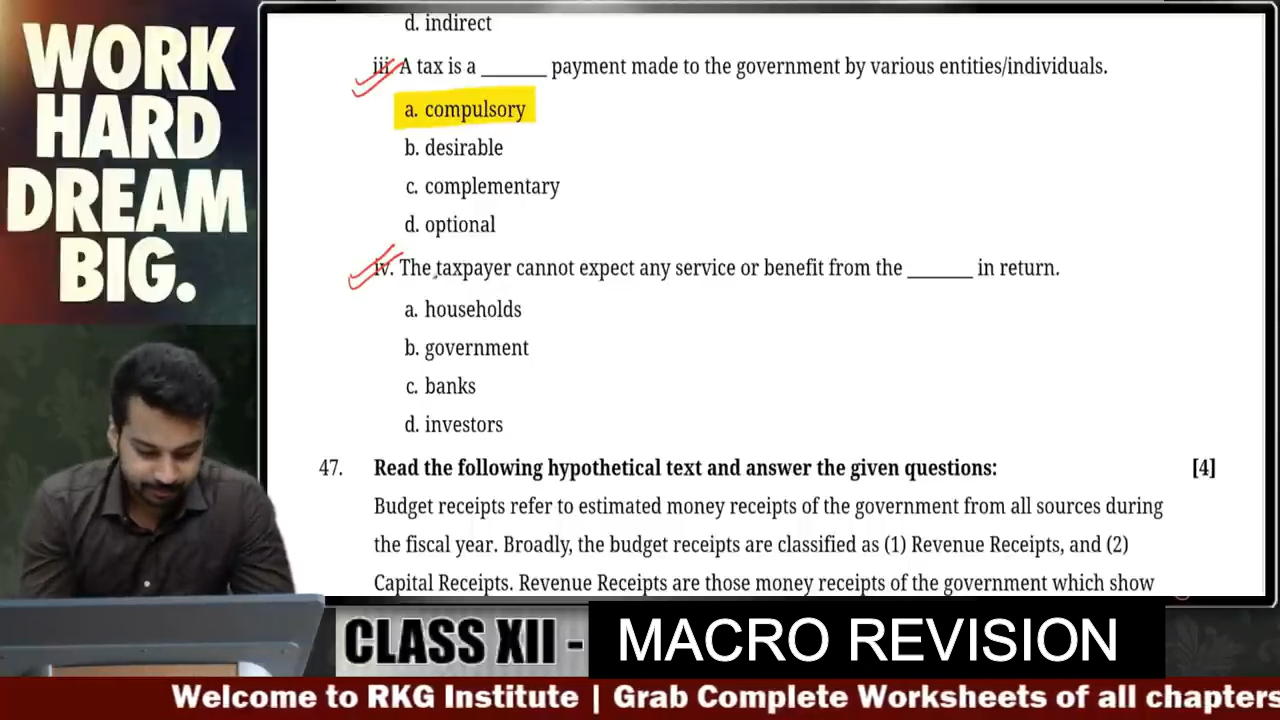 WORK
HARD
DREAM
BIG.
d. indirect
iii. A tax is a _______ payment made to the government by various entities/individuals.
a. compulsory
b. desirable
c. complementary
d. optional
iv. The taxpayer cannot expect any service or benefit from the _______ in return.
a. households
b. government
c. banks
d. investors
47. Read the following hypothetical text and answer the given questions: [4]
Budget receipts refer to estimated money receipts of the government from all sources during
the fiscal year. Broadly, the budget receipts are classified as (1) Revenue Receipts, and (2)
Capital Receipts. Revenue Receipts are those money receipts of the government which show
CLASS XII - MACRO REVISION
Welcome to RKG Institute | Grab Complete Worksheets of all chapters